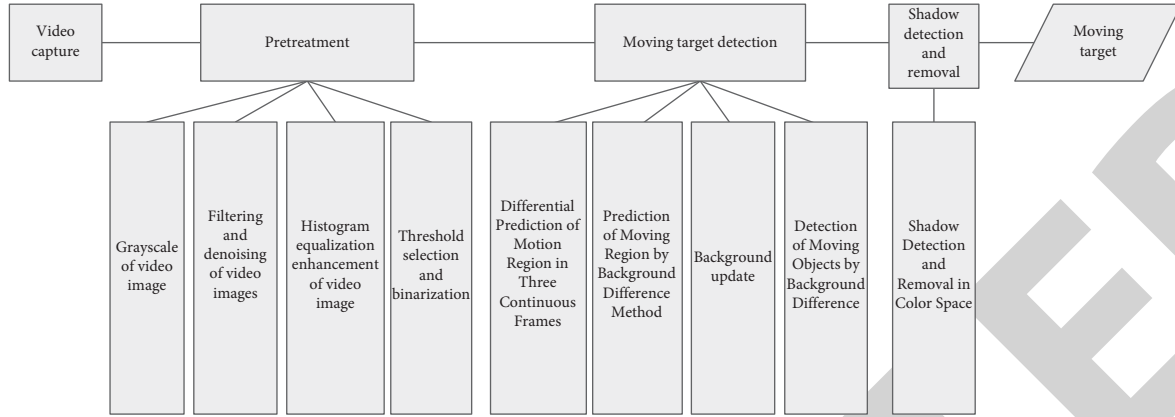 Video
capture
Pretreatment
Moving target detection
Shadow
detection
and
removal
Moving
target
Grayscale
of video
image
Filtering
and
denoising
of video
images
Histogram
equalization
enhancement
of video
image
Threshold
selection
and
binarization
Differential
Prediction of
Motion
Region in
Three
Continuous
Frames
Prediction
of Moving
Region by
Background
Difference
Method
Background
update
Detection
of Moving
Objects by
Background
Difference
Shadow
Detection
and
Removal in
Color Space